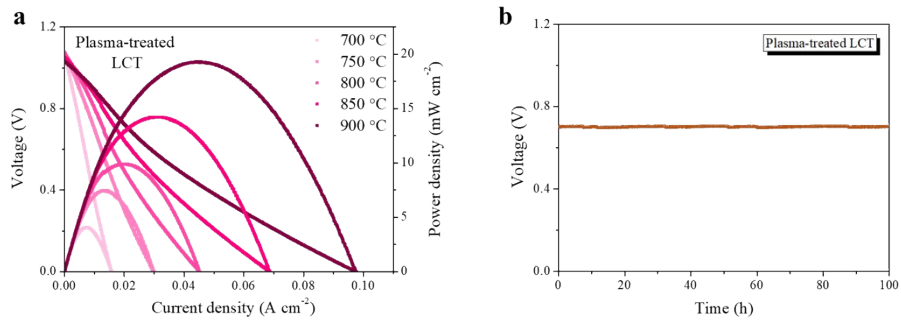 a
Plasma-treated
LCT
700 °C
750 °C
800 °C
850 °C
900 °C
1.2
0.8
0.4
0.0
Voltage (V)
20
15
10
5
0
Power density (mW cm-2)
0.00
0.02
0.04
0.06
0.08
0.10
Current density (A cm-2)
b
Plasma-treated LCT
1.2
0.8
0.4
0.0
Voltage (V)
0
20
40
60
80
100
Time (h)